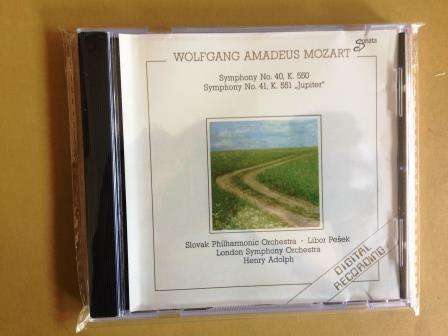 Sonata
WOLFGANG AMADEUS MOZART
Symphony No. 40, K. 550
Symphony No. 41, K. 551 „Jupiter"
Slovak Philharmonic Orchestra · Libor Pešek
London Symphony Orchestra
Henry Adolph
DIGITAL
RECORDING